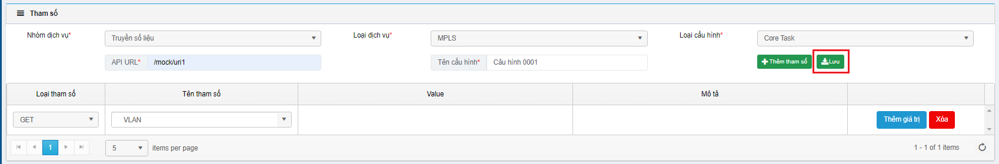 Tham số
Nhóm dịch vụ* Truyền số liệu Loại dịch vụ* MPLS Loại cấu hình* Core Task
API URL* /mock/uri1 Tên cấu hình* Câu hình 0001 Thêm tham số Lưu
Loại tham số Tên tham số Value Mô tả
GET VLAN Thêm giá trị Xóa
1 5 items per page 1 - 1 of 1 items